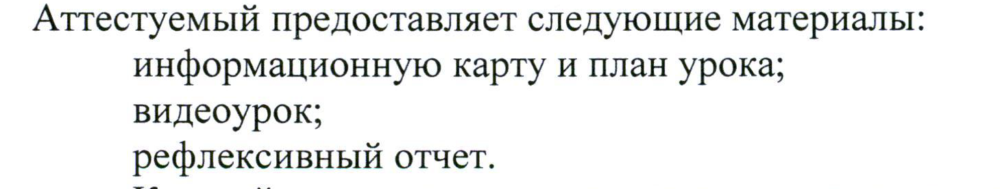 Аттестуемый предоставляет следующие материалы:
информационную карту и план урока;
видеоурок;
рефлексивный отчет.